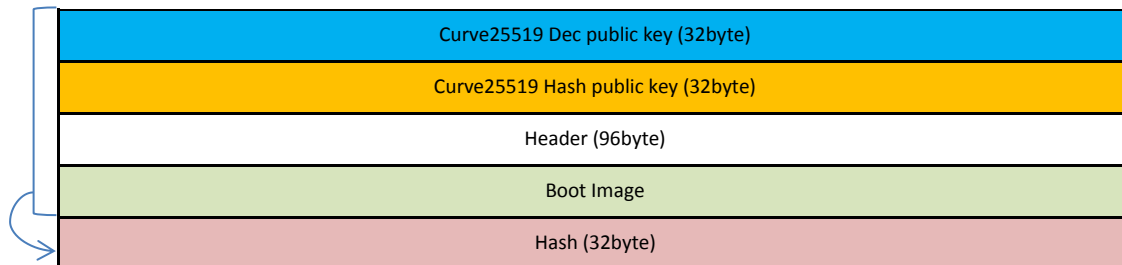 Curve25519 Dec public key (32byte)
Curve25519 Hash public key (32byte)
Header (96byte)
Boot Image
Hash (32byte)